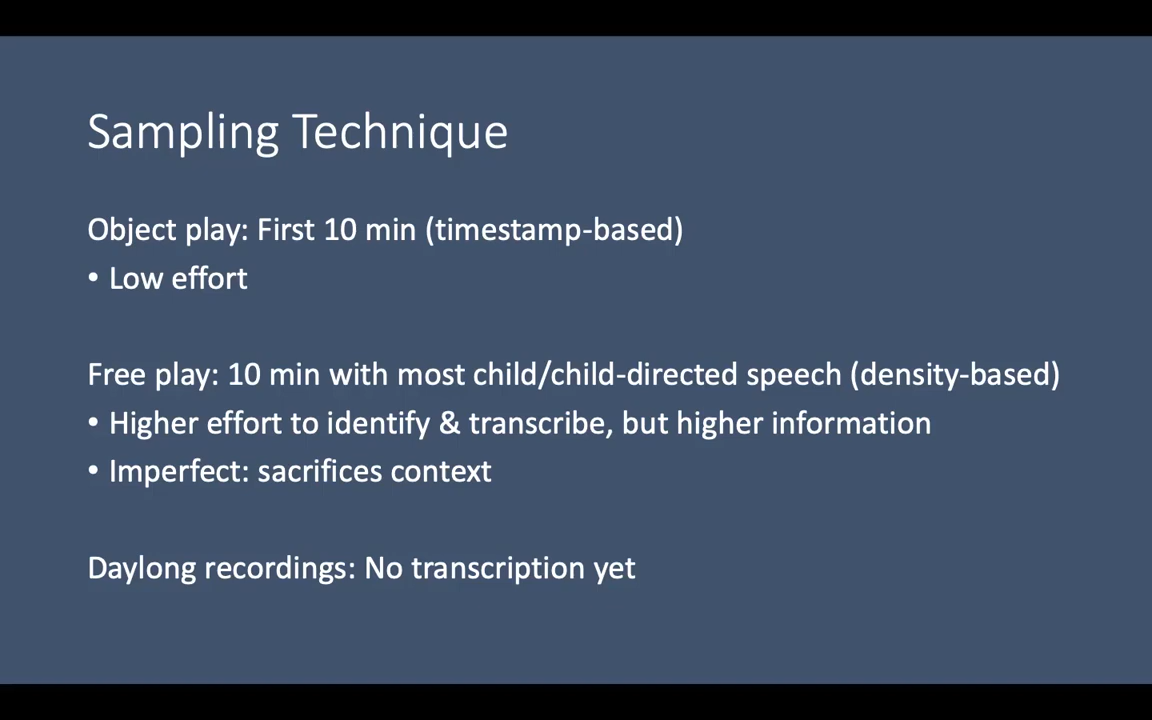 Sampling Technique
Object play: First 10 min (timestamp-based)
• Low effort
Free play: 10 min with most child/child-directed speech (density-based)
• Higher effort to identify & transcribe, but higher information
• Imperfect: sacrifices context
Daylong recordings: No transcription yet